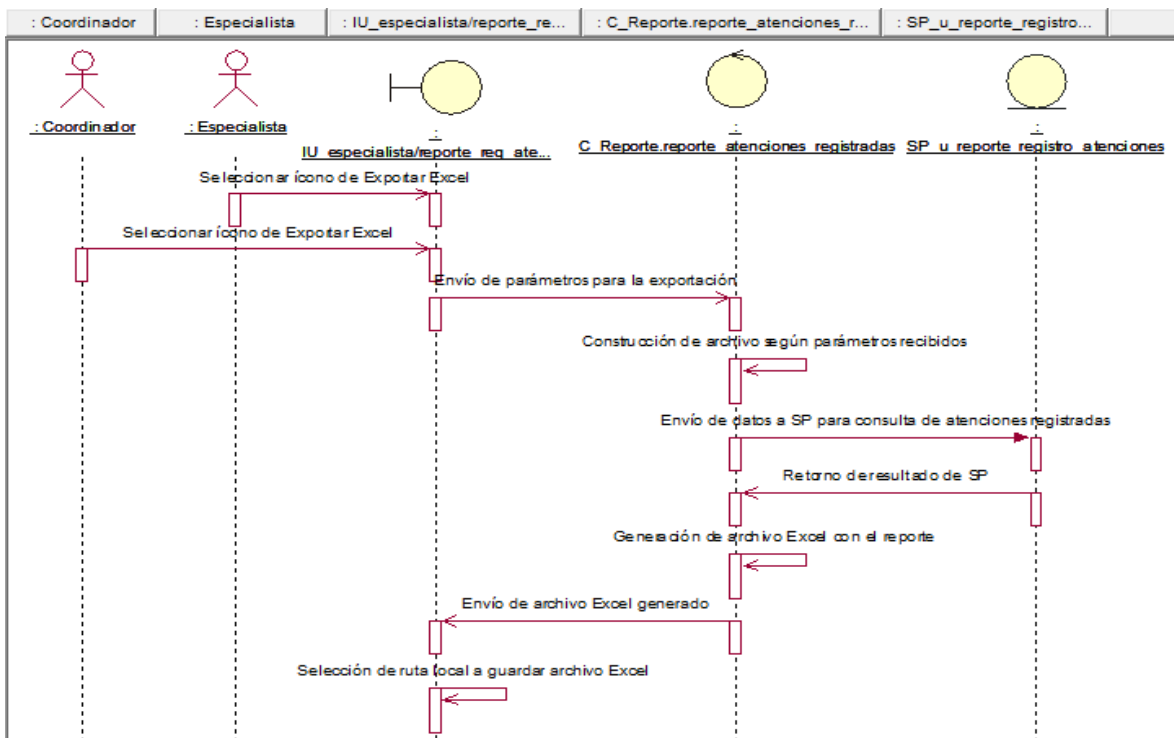 : Coordinador
: Especialista
: IU_especialista/reporte_re...
: C_Reporte.reporte_atenciones_r...
: SP_u_reporte_registro...
: Coordinador
: Especialista
:
IU_especialista/reporte_req_ate...
:
C_Reporte.reporte_atenciones_registradas
:
SP_u_reporte_registro_atenciones
Seleccionar ícono de Exportar Excel
Seleccionar ícono de Exportar Excel
Envío de parámetros para la exportación
Construcción de archivo según parámetros recibidos
Envío de datos a SP para consulta de atenciones registradas
Retorno de resultado de SP
Generación de archivo Excel con el reporte
Envío de archivo Excel generado
Selección de ruta local a guardar archivo Excel